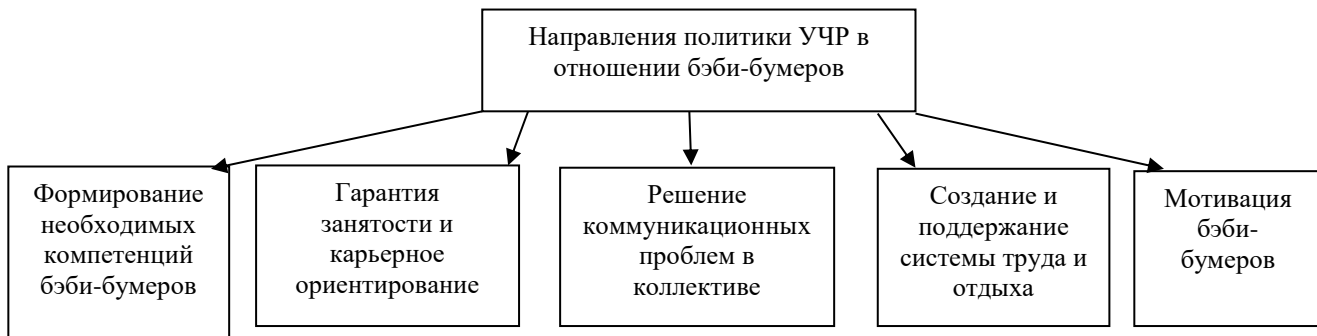 Направления политики УЧР в
отношении бэби-бумеров
Формирование
необходимых
компетенций
бэби-бумеров
Гарантия
занятости и
карьерное
ориентирование
Решение
коммуникационных
проблем в
коллективе
Создание и
поддержание
системы труда и
отдыха
Мотивация
бэби-
бумеров